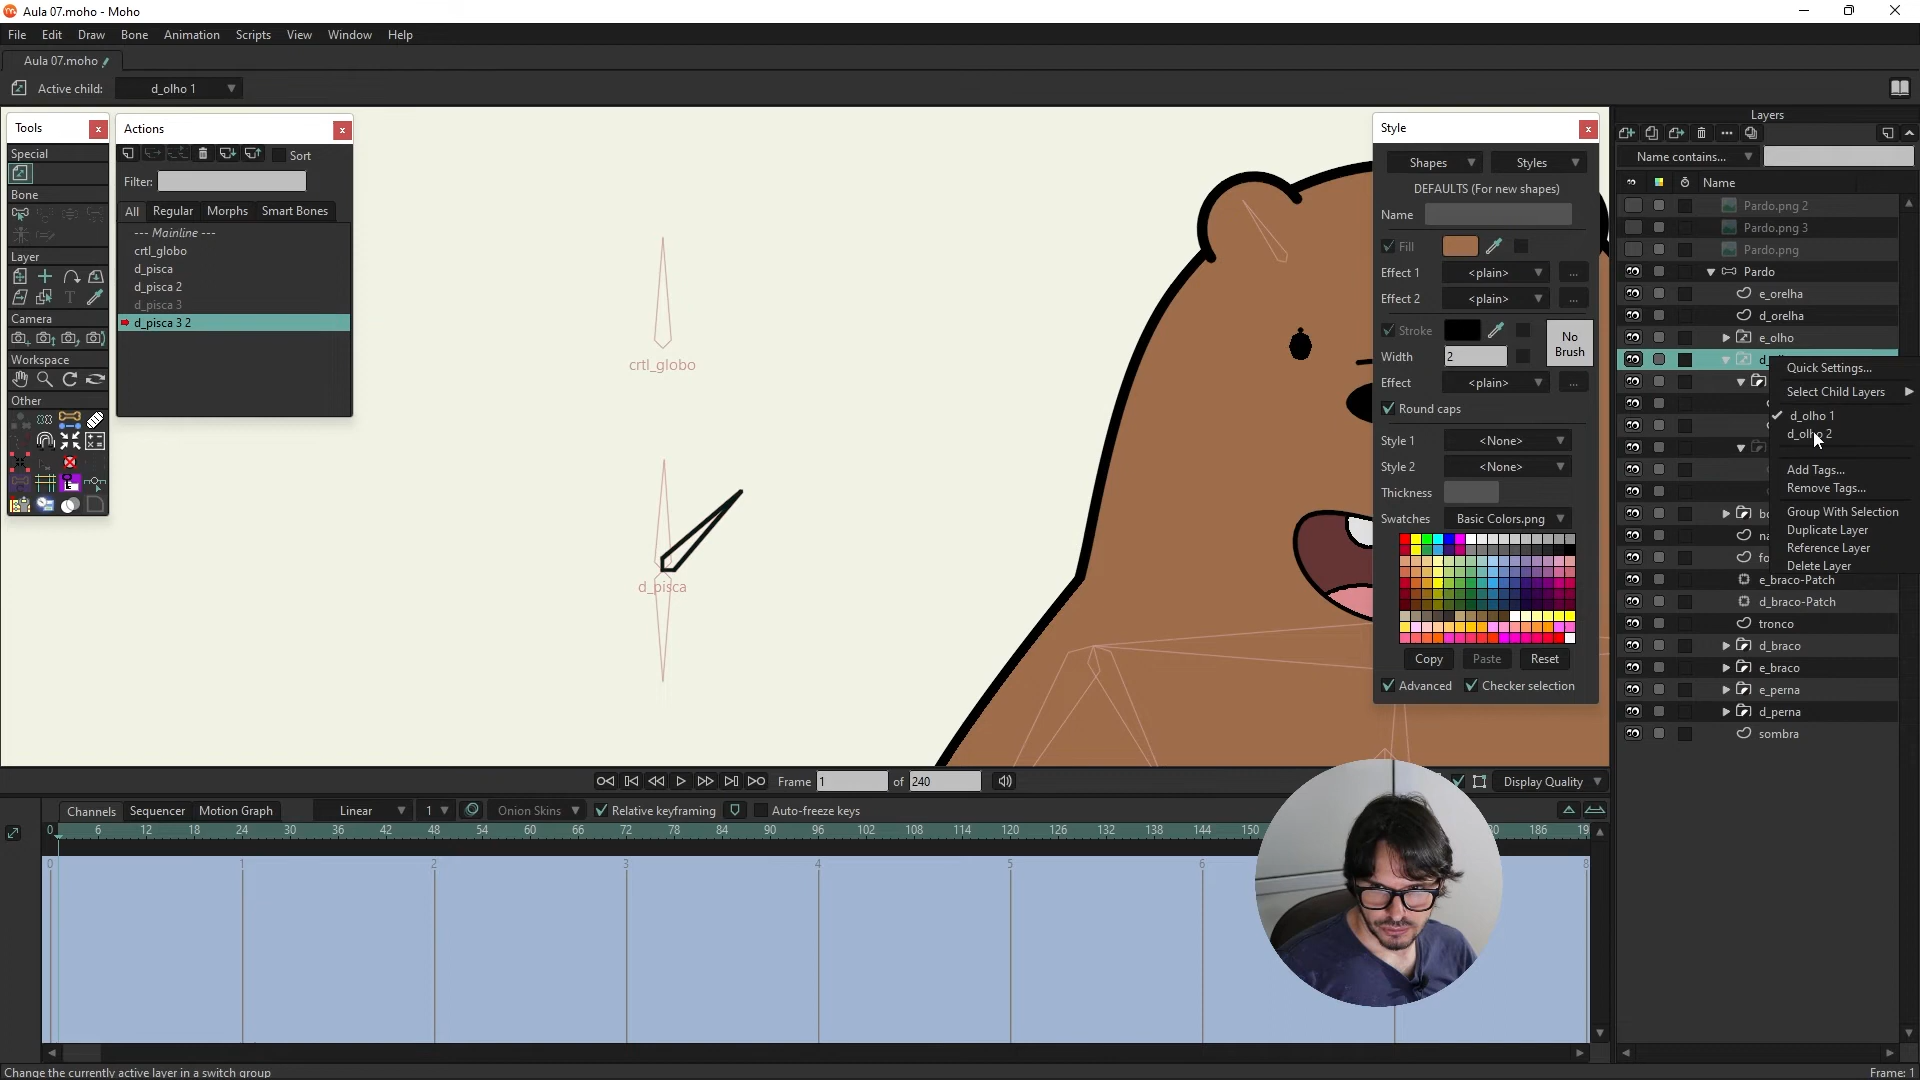 Aula 07.moho - Moho
File Edit Draw Bone Animation Scripts View Window Help
Aula 07.moho
Active child: d_olho 1
Tools
Special
Bone
Layer
Camera
Workspace
Other
Actions
Sort
Filter:
All Regular Morphs Smart Bones
--- Mainline ---
crtl_globo
d_pisca
d_pisca 2
d_pisca 3
d_pisca 3 2
crtl_globo
d_pisca
Style
Shapes Styles
DEFAULTS (For new shapes)
Name
Fill
Effect 1 <plain> ...
Effect 2 <plain> ...
Stroke
No Brush
Width 2
Effect <plain> ...
Round caps
Style 1 <None>
Style 2 <None>
Thickness
Swatches Basic Colors.png
Copy Paste Reset
Advanced Checker selection
Layers
Name contains...
Name
Pardo.png 2
Pardo.png 3
Pardo.png
Pardo
e_orelha
d_orelha
e_olho
Quick Settings...
Select Child Layers
d_olho 1
d_olho 2
Add Tags...
Remove Tags...
Group With Selection
Duplicate Layer
Reference Layer
Delete Layer
e_braco-Patch
d_braco-Patch
tronco
d_braco
e_braco
e_perna
d_perna
sombra
Frame 1 of 240
Display Quality
Channels Sequencer Motion Graph Linear 1 Onion Skins Relative keyframing Auto-freeze keys
0 6 12 18 24 30 36 42 48 54 60 66 72 78 84 90 96 102 108 114 120 126 132 138 144 150 186
0 1 2 3 4 5 6 8
Change the currently active layer in a switch group
Frame: 1